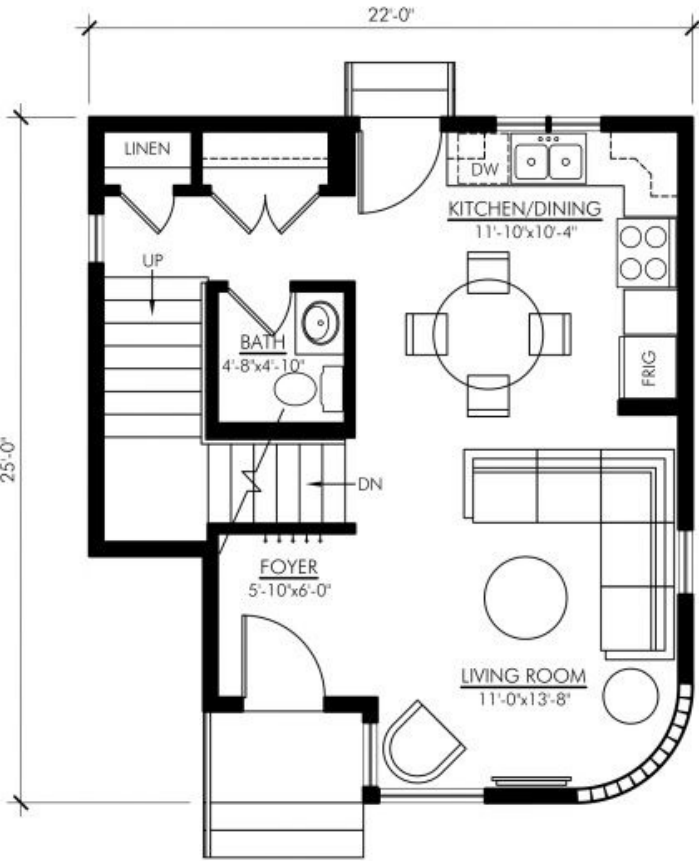 22'-0"
LINEN
DW
KITCHEN/DINING
11'-10"x10'-4"
UP
BATH
4'-8"x4'-10"
FRIG
25'-0"
DN
FOYER
5'-10"x6'-0"
LIVING ROOM
11'-0"x13'-8"